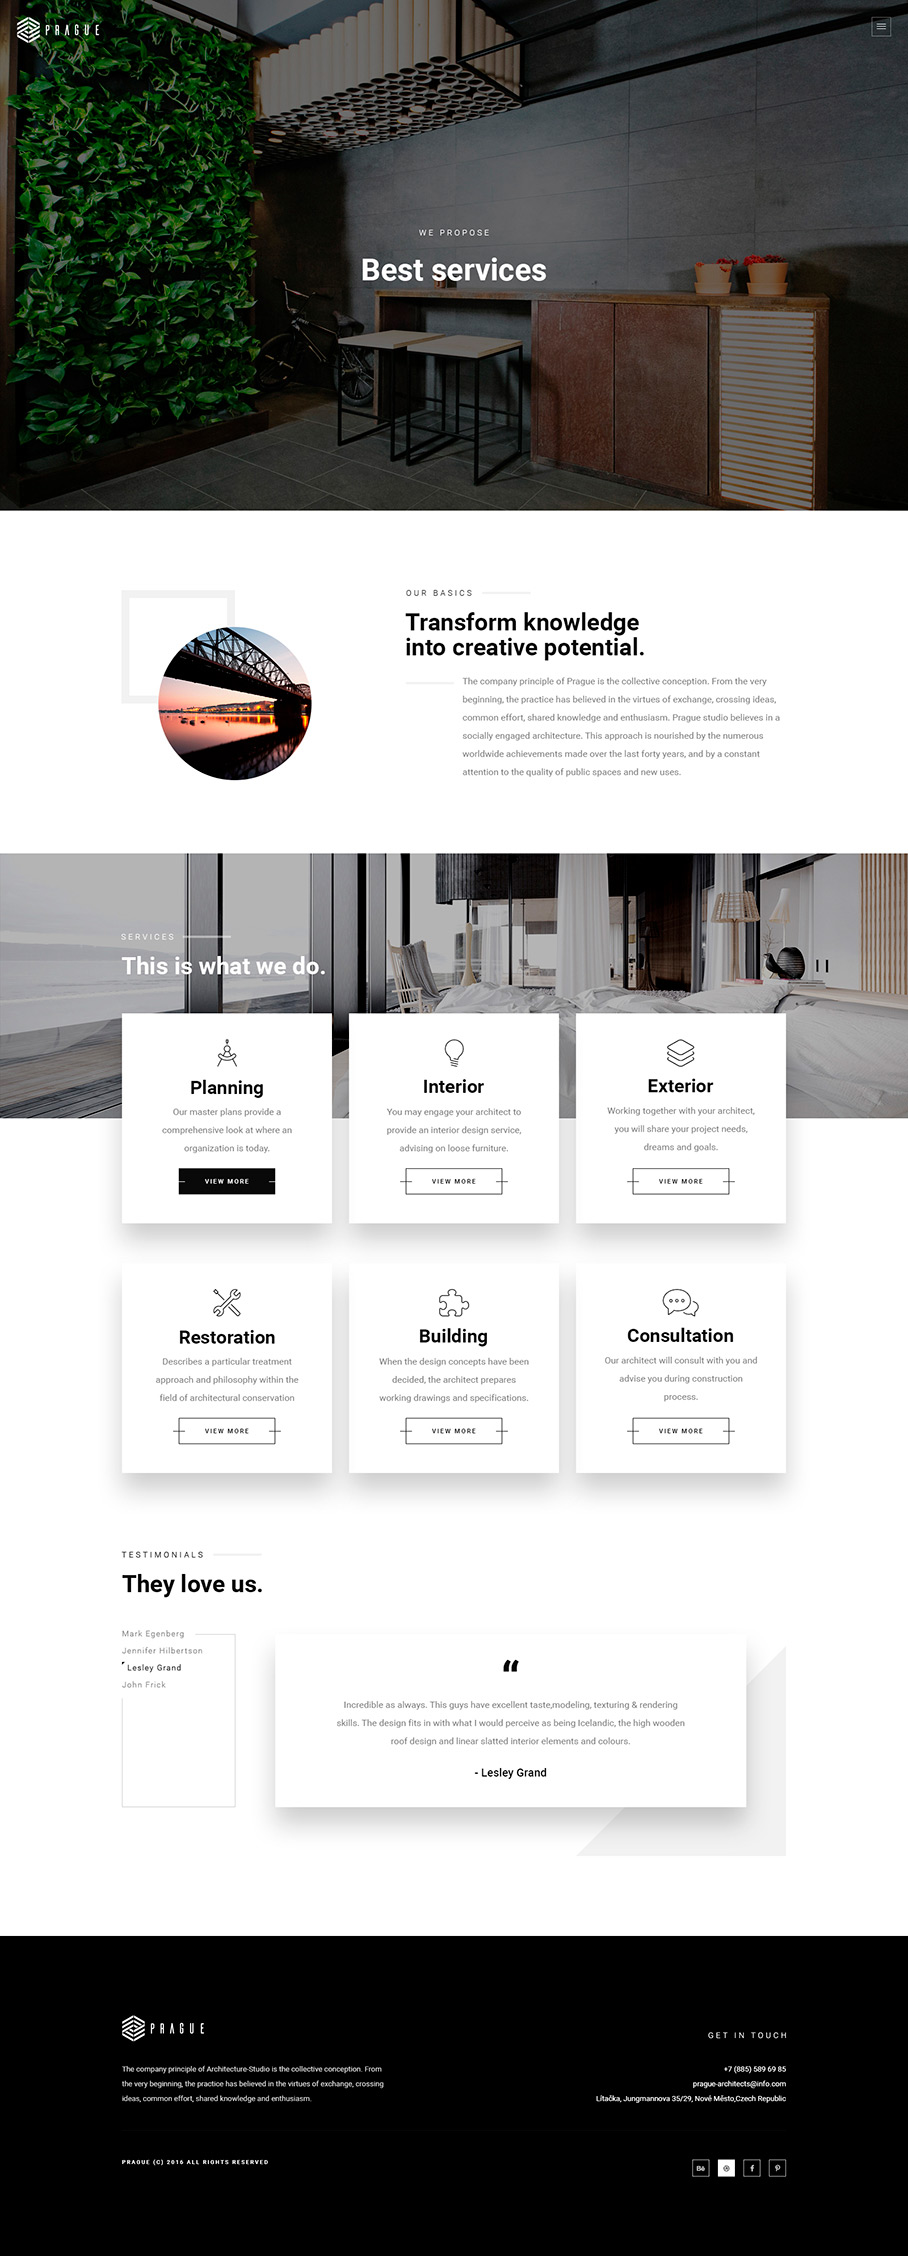 PRAGUE
WE PROPOSE
Best services
OUR BASICS
Transform knowledge
into creative potential.
The company principle of Prague is the collective conception. From the very
beginning, the practice has believed in the virtues of exchange, crossing ideas,
common effort, shared knowledge and enthusiasm. Prague studio believes in a
socially engaged architecture. This approach is nourished by the numerous
worldwide achievements made over the last forty years, and by a constant
attention to the quality of public spaces and new uses.
SERVICES
This is what we do.
Planning
Our master plans provide a
comprehensive look at where an
organization is today.
VIEW MORE
Interior
You may engage your architect to
provide an interior design service,
advising on loose furniture.
VIEW MORE
Exterior
Working together with your architect,
you will share your project needs,
dreams and goals.
VIEW MORE
Restoration
Describes a particular treatment
approach and philosophy within the
field of architectural conservation
VIEW MORE
Building
When the design concepts have been
decided, the architect prepares
working drawings and specifications.
VIEW MORE
Consultation
Our architect will consult with you and
advise you during construction
process.
VIEW MORE
TESTIMONIALS
They love us.
Mark Egenberg
Jennifer Hilbertson
Lesley Grand
John Frick
“
Incredible as always. This guys have excellent taste,modeling, texturing & rendering
skills. The design fits in with what I would perceive as being Icelandic, the high wooden
roof design and linear slatted interior elements and colours.
- Lesley Grand
PRAGUE
The company principle of Architecture-Studio is the collective conception. From
the very beginning, the practice has believed in the virtues of exchange, crossing
ideas, common effort, shared knowledge and enthusiasm.
GET IN TOUCH
+7 (885) 589 69 85
prague-architects@info.com
Lítačka, Jungmannova 35/29, Nové Město,Czech Republic
PRAGUE (C) 2016 ALL RIGHTS RESERVED
Bē